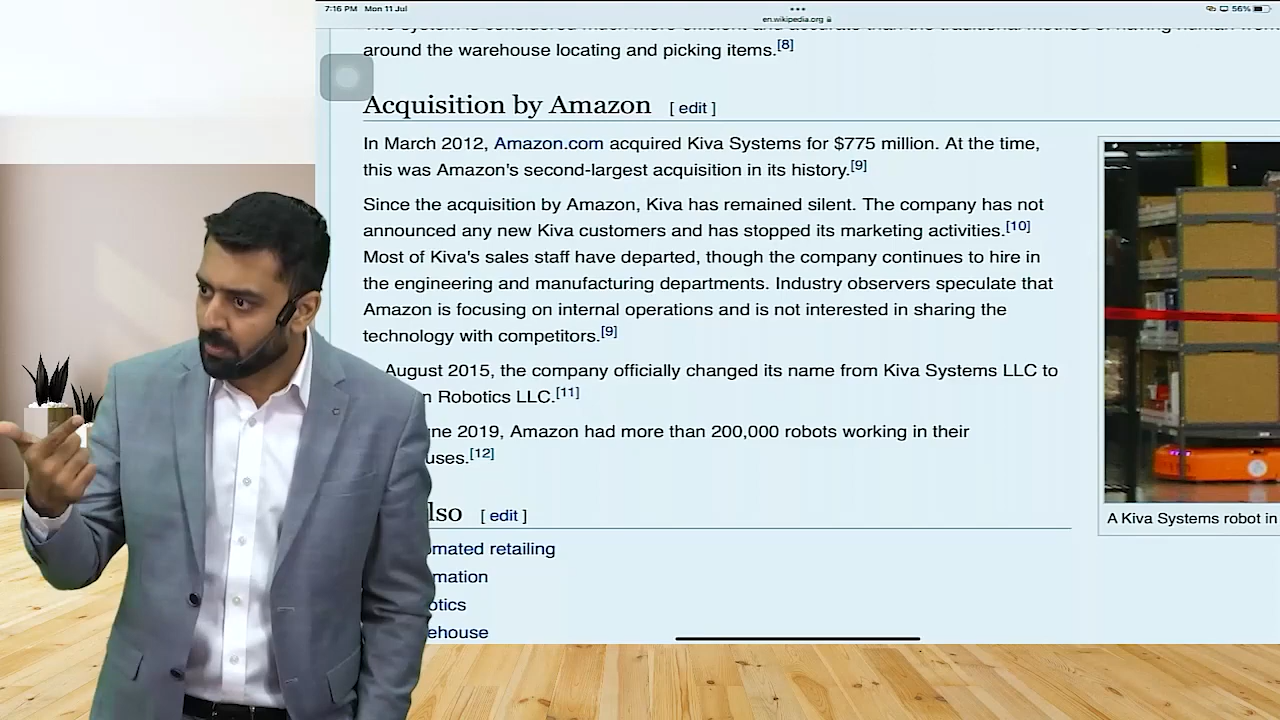 7:16 PM Mon 11 Jul
en.wikipedia.org
56%
around the warehouse locating and picking items.[8]
Acquisition by Amazon [ edit ]
In March 2012, Amazon.com acquired Kiva Systems for $775 million. At the time,
this was Amazon's second-largest acquisition in its history.[9]
Since the acquisition by Amazon, Kiva has remained silent. The company has not
announced any new Kiva customers and has stopped its marketing activities.[10]
Most of Kiva's sales staff have departed, though the company continues to hire in
the engineering and manufacturing departments. Industry observers speculate that
Amazon is focusing on internal operations and is not interested in sharing the
technology with competitors.[9]
August 2015, the company officially changed its name from Kiva Systems LLC to
n Robotics LLC.[11]
ne 2019, Amazon had more than 200,000 robots working in their
uses.[12]
lso [ edit ]
mated retailing
mation
otics
ehouse
A Kiva Systems robot in